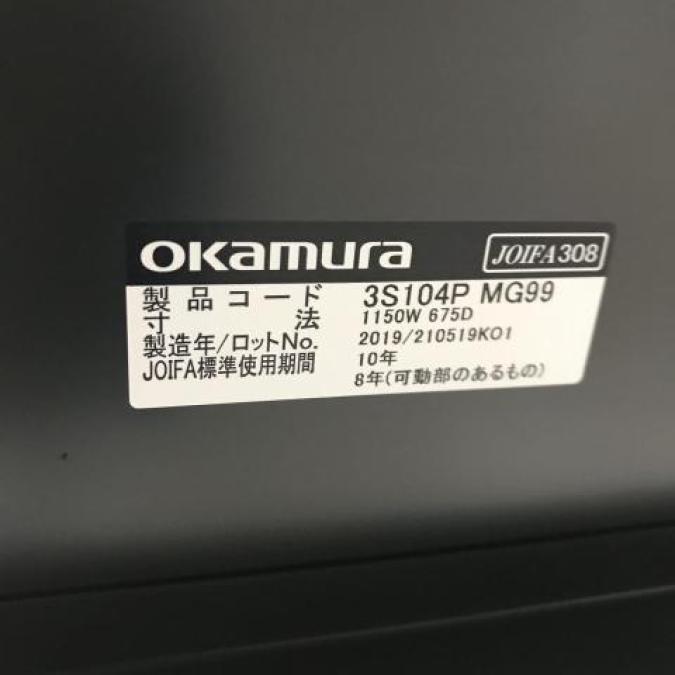 okamura JOIFA308
製品コード 3S104P MG99
寸法 1150W 675D
製造年/ロットNo. 2019/210519K01
JOIFA標準使用期間 10年
8年(可動部のあるもの)